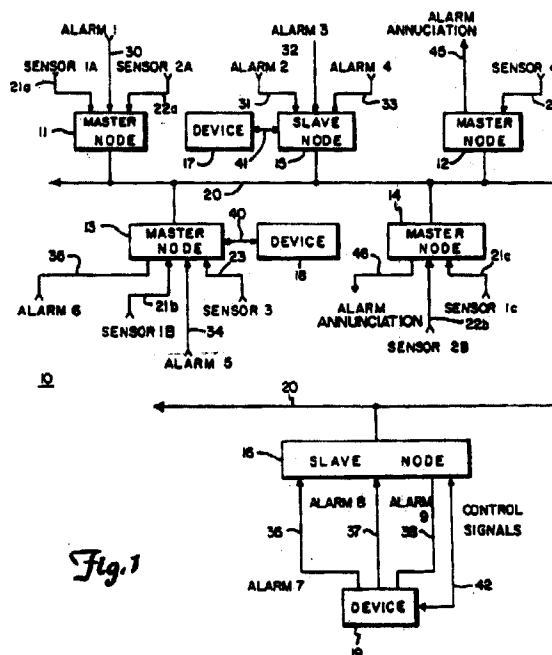 ALARM 1
30
SENSOR 1A
21a
SENSOR 2A
22a
11
MASTER
NODE
ALARM 3
32
ALARM 2
ALARM 4
31
33
DEVICE
17
41
SLAVE
NODE
15
ALARM
ANNUCIATION
45
SENSOR 4
2
MASTER
NODE
12
20
13
MASTER
NODE
40
DEVICE
18
ALARM 6
21b
SENSOR 1B
34
ALARM 5
23
SENSOR 3
14
MASTER
NODE
46
ALARM
ANNUNCIATION
21c
SENSOR 1c
22b
SENSOR 2B
10
20
16
SLAVE NODE
ALARM 8
ALARM
9
36
37
38
CONTROL
SIGNALS
ALARM 7
42
DEVICE
Fig. 1